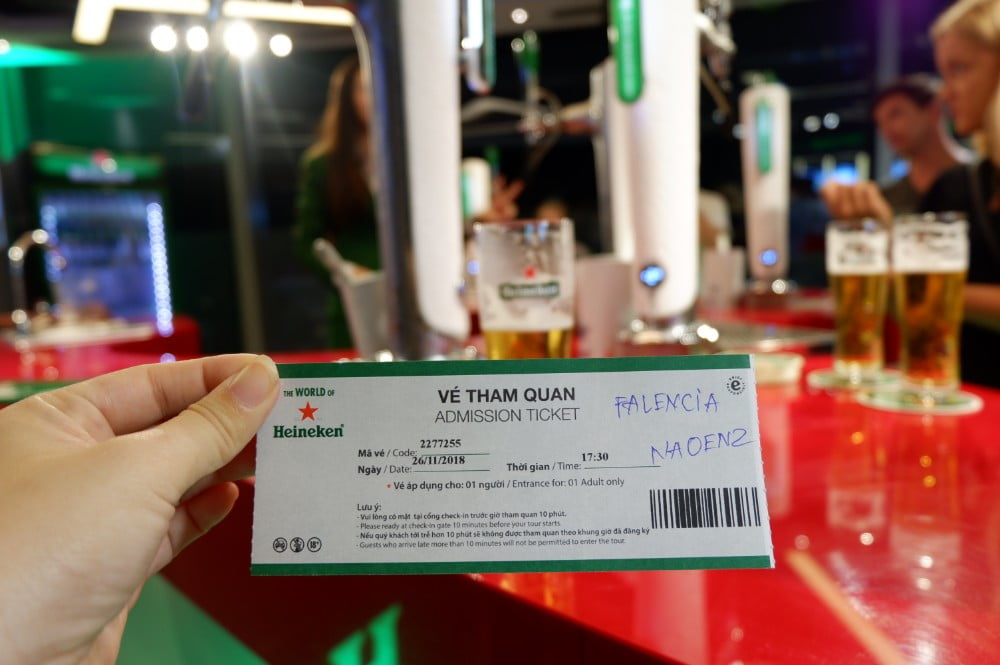 Heineken
THE WORLD OF
Heineken®
VÉ THAM QUAN
ADMISSION TICKET
PALENCIA
NAOENZ
Mã vé / Code: 2277255
Ngày / Date: 26/11/2018 Thời gian / Time: 17:30
* Vé áp dụng cho: 01 người / Entrance for: 01 Adult only
Lưu ý:
- Vui lòng có mặt tại cổng check-in trước giờ tham quan 10 phút.
- Please ready at check-in gate 10 minutes before your tour starts.
- Nếu quý khách tới trễ hơn 10 phút sẽ không được tham quan theo khung giờ đã đăng ký
- Guests who arrive late more than 10 minutes will not be permitted to enter the tour.
18+